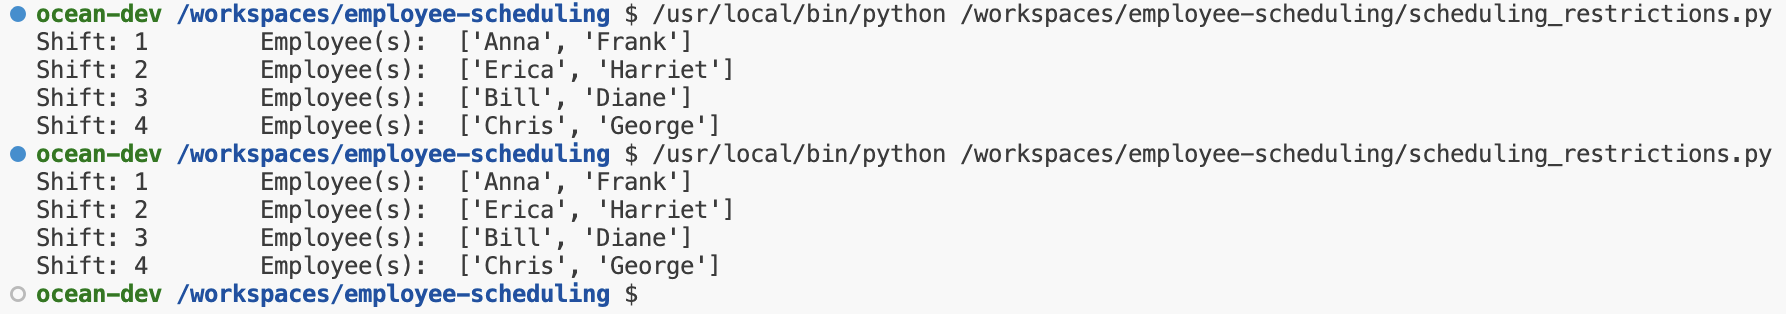 ocean-dev /workspaces/employee-scheduling $ /usr/local/bin/python /workspaces/employee-scheduling/scheduling_restrictions.py
Shift: 1        Employee(s):  ['Anna', 'Frank']
Shift: 2        Employee(s):  ['Erica', 'Harriet']
Shift: 3        Employee(s):  ['Bill', 'Diane']
Shift: 4        Employee(s):  ['Chris', 'George']
ocean-dev /workspaces/employee-scheduling $ /usr/local/bin/python /workspaces/employee-scheduling/scheduling_restrictions.py
Shift: 1        Employee(s):  ['Anna', 'Frank']
Shift: 2        Employee(s):  ['Erica', 'Harriet']
Shift: 3        Employee(s):  ['Bill', 'Diane']
Shift: 4        Employee(s):  ['Chris', 'George']
ocean-dev /workspaces/employee-scheduling $